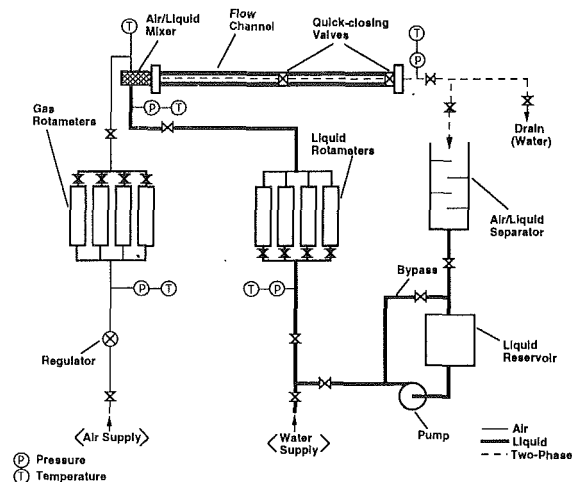 Air/Liquid
Mixer
Flow
Channel
Quick-closing
Valves
T
T
P
P
T
Gas
Rotameters
Liquid
Rotameters
Drain
(Water)
Air/Liquid
Separator
P
T
T
P
Bypass
Regulator
Liquid
Reservoir
Pump
Air Supply
Water
Supply
Air
Liquid
Two-Phase
P Pressure
T Temperature